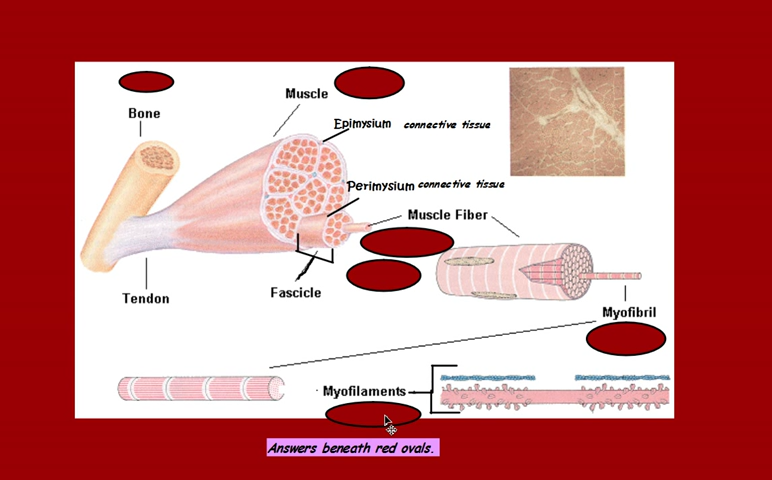 Muscle
Bone
Epimysium connective tissue
Perimysium connective tissue
Muscle Fiber
Tendon
Fascicle
Myofibril
Myofilaments
Answers beneath red ovals.